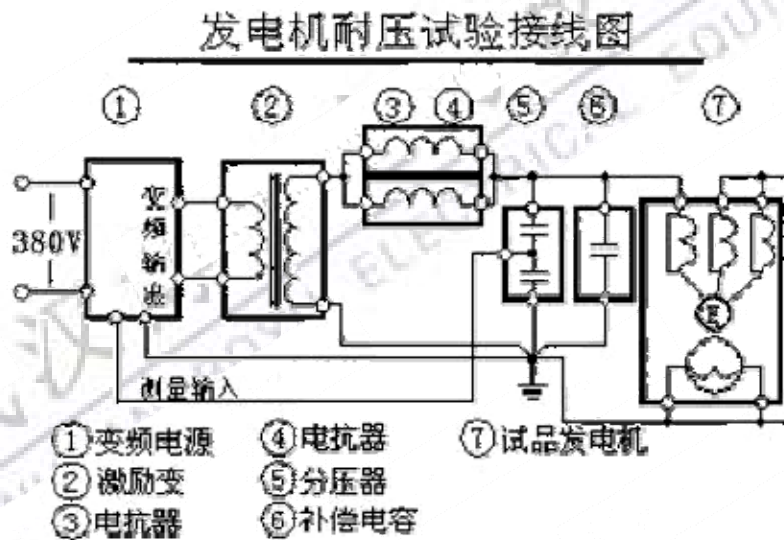 发电机耐压试验接线图
① ② ③ ④ ⑤ ⑥ ⑦
380V
变频输出
E
测量输入
①变频电源 ④电抗器 ⑦试品发电机
②激励变 ⑤分压器
③电抗器 ⑥补偿电容